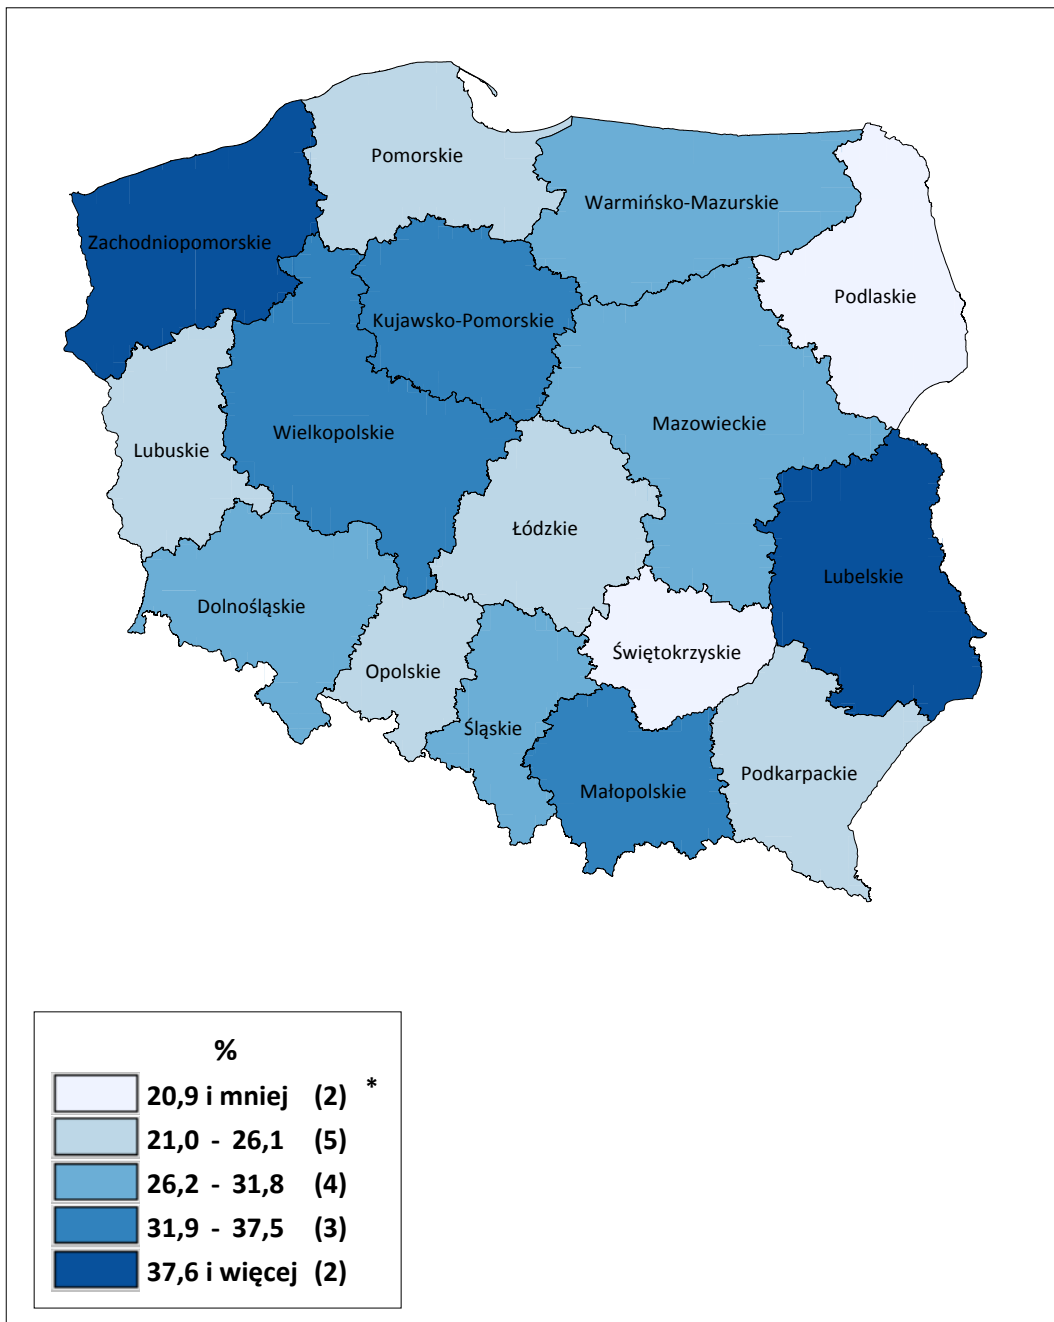 Pomorskie
Warmińsko-Mazurskie
Zachodniopomorskie
Podlaskie
Kujawsko-Pomorskie
Mazowieckie
Wielkopolskie
Lubuskie
Łódzkie
Lubelskie
Dolnośląskie
Świętokrzyskie
Opolskie
Śląskie
Podkarpackie
Małopolskie
%
20,9 i mniej (2) *
21,0 - 26,1 (5)
26,2 - 31,8 (4)
31,9 - 37,5 (3)
37,6 i więcej (2)